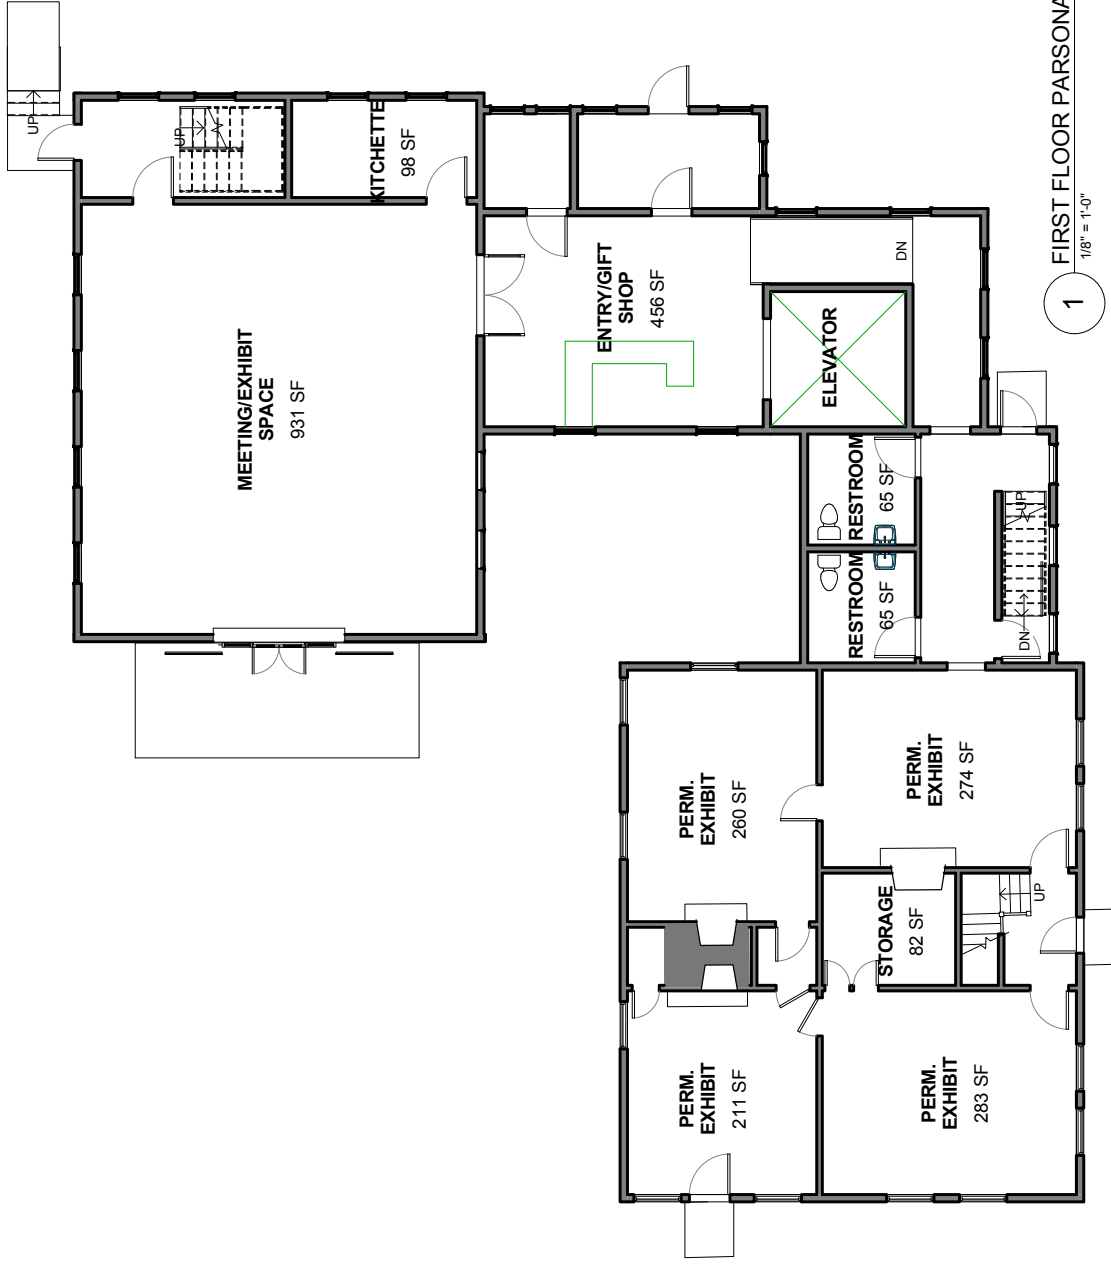 UP
UP
KITCHETTE
98 SF
MEETING/EXHIBIT
SPACE
931 SF
ENTRY/GIFT
SHOP
456 SF
DN
ELEVATOR
RESTROOM
65 SF
RESTROOM
65 SF
UP
DN
PERM.
EXHIBIT
260 SF
PERM.
EXHIBIT
274 SF
STORAGE
82 SF
UP
PERM.
EXHIBIT
211 SF
PERM.
EXHIBIT
283 SF
1
FIRST FLOOR PARSONA
1/8" = 1'-0"